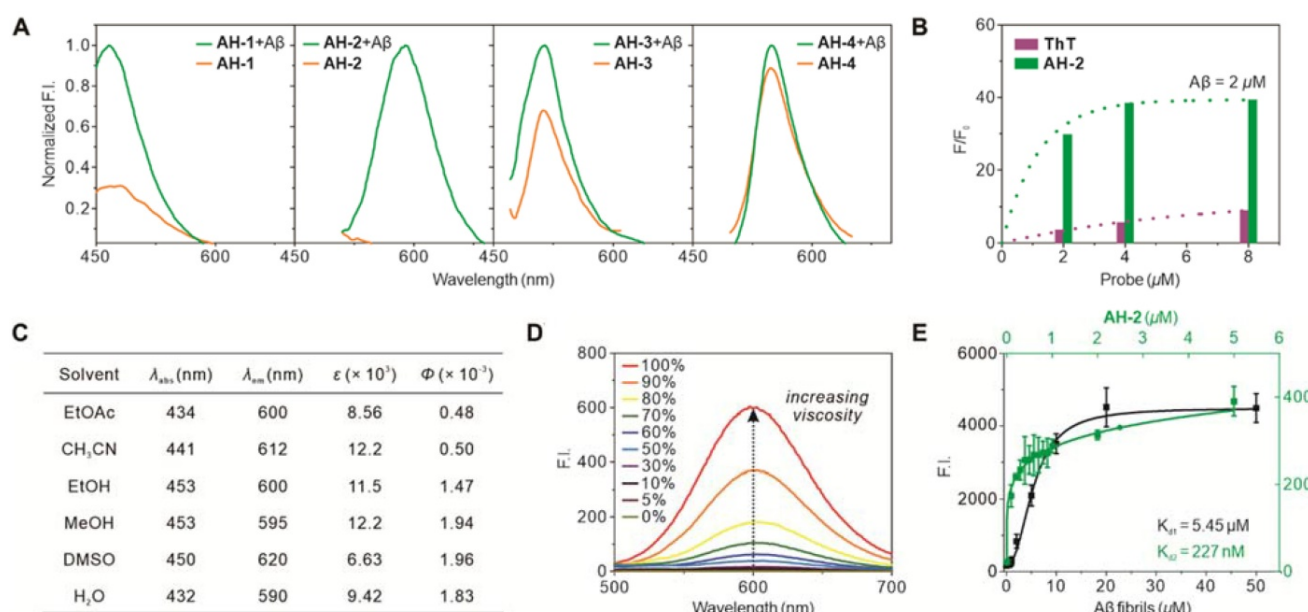 A
Normalized F.I.
1.0
0.8
0.6
0.4
0.2
AH-1+Aβ
AH-1
AH-2+Aβ
AH-2
AH-3+Aβ
AH-3
AH-4+Aβ
AH-4
450 600 450 600 450 600 450 600
Wavelength (nm)
B
ThT
AH-2
Aβ = 2 µM
F/F₀
60
40
20
0
0 2 4 6 8
Probe (µM)
C
Solvent λabs (nm) λem (nm) ε (× 10³) Φ (× 10⁻³)
EtOAc 434 600 8.56 0.48
CH₃CN 441 612 12.2 0.50
EtOH 453 600 11.5 1.47
MeOH 453 595 12.2 1.94
DMSO 450 620 6.63 1.96
H₂O 432 590 9.42 1.83
D
F.I.
800
600
400
200
0
100%
90%
80%
70%
60%
50%
30%
10%
5%
0%
increasing
viscosity
500 600 700
Wavelength (nm)
E
AH-2 (µM)
0 1 2 3 4 5 6
F.I.
6000
4000
2000
0
400
200
0
Kd1 = 5.45 µM
Kd2 = 227 nM
0 10 20 30 40 50
Aβ fibrils (µM)